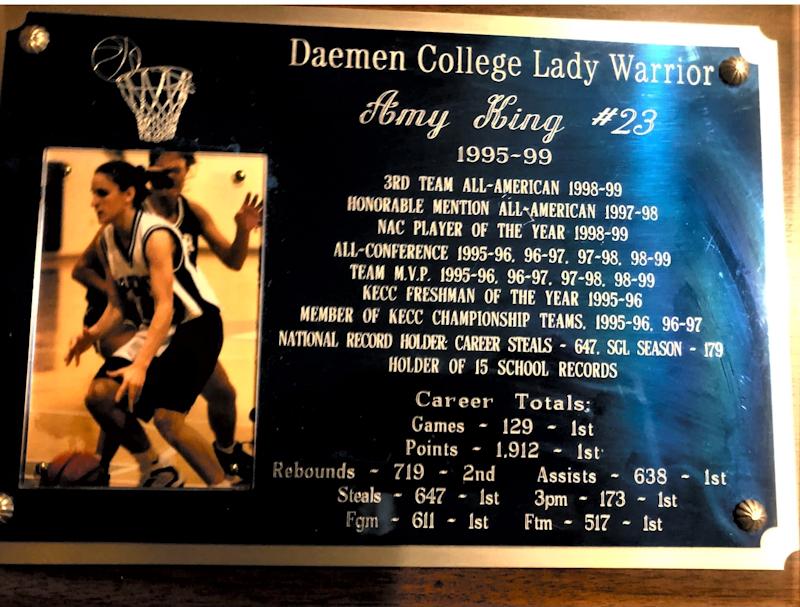 Daemen College Lady Warrior
Amy King #23
1995-99
3RD TEAM ALL-AMERICAN 1998-99
HONORABLE MENTION ALL-AMERICAN 1997-98
NAC PLAYER OF THE YEAR 1998-99
ALL-CONFERENCE 1995-96, 96-97, 97-98, 98-99
TEAM M.V.P. 1995-96, 96-97, 97-98, 98-99
KECC FRESHMAN OF THE YEAR 1995-96
MEMBER OF KECC CHAMPIONSHIP TEAMS, 1995-96, 96-97
NATIONAL RECORD HOLDER: CAREER STEALS - 647, SGL SEASON - 179
HOLDER OF 15 SCHOOL RECORDS
Career Totals:
Games - 129 - 1st
Points - 1,912 - 1st
Rebounds - 719 - 2nd Assists - 638 - 1st
Steals - 647 - 1st 3pm - 173 - 1st
Fgm - 611 - 1st Ftm - 517 - 1st